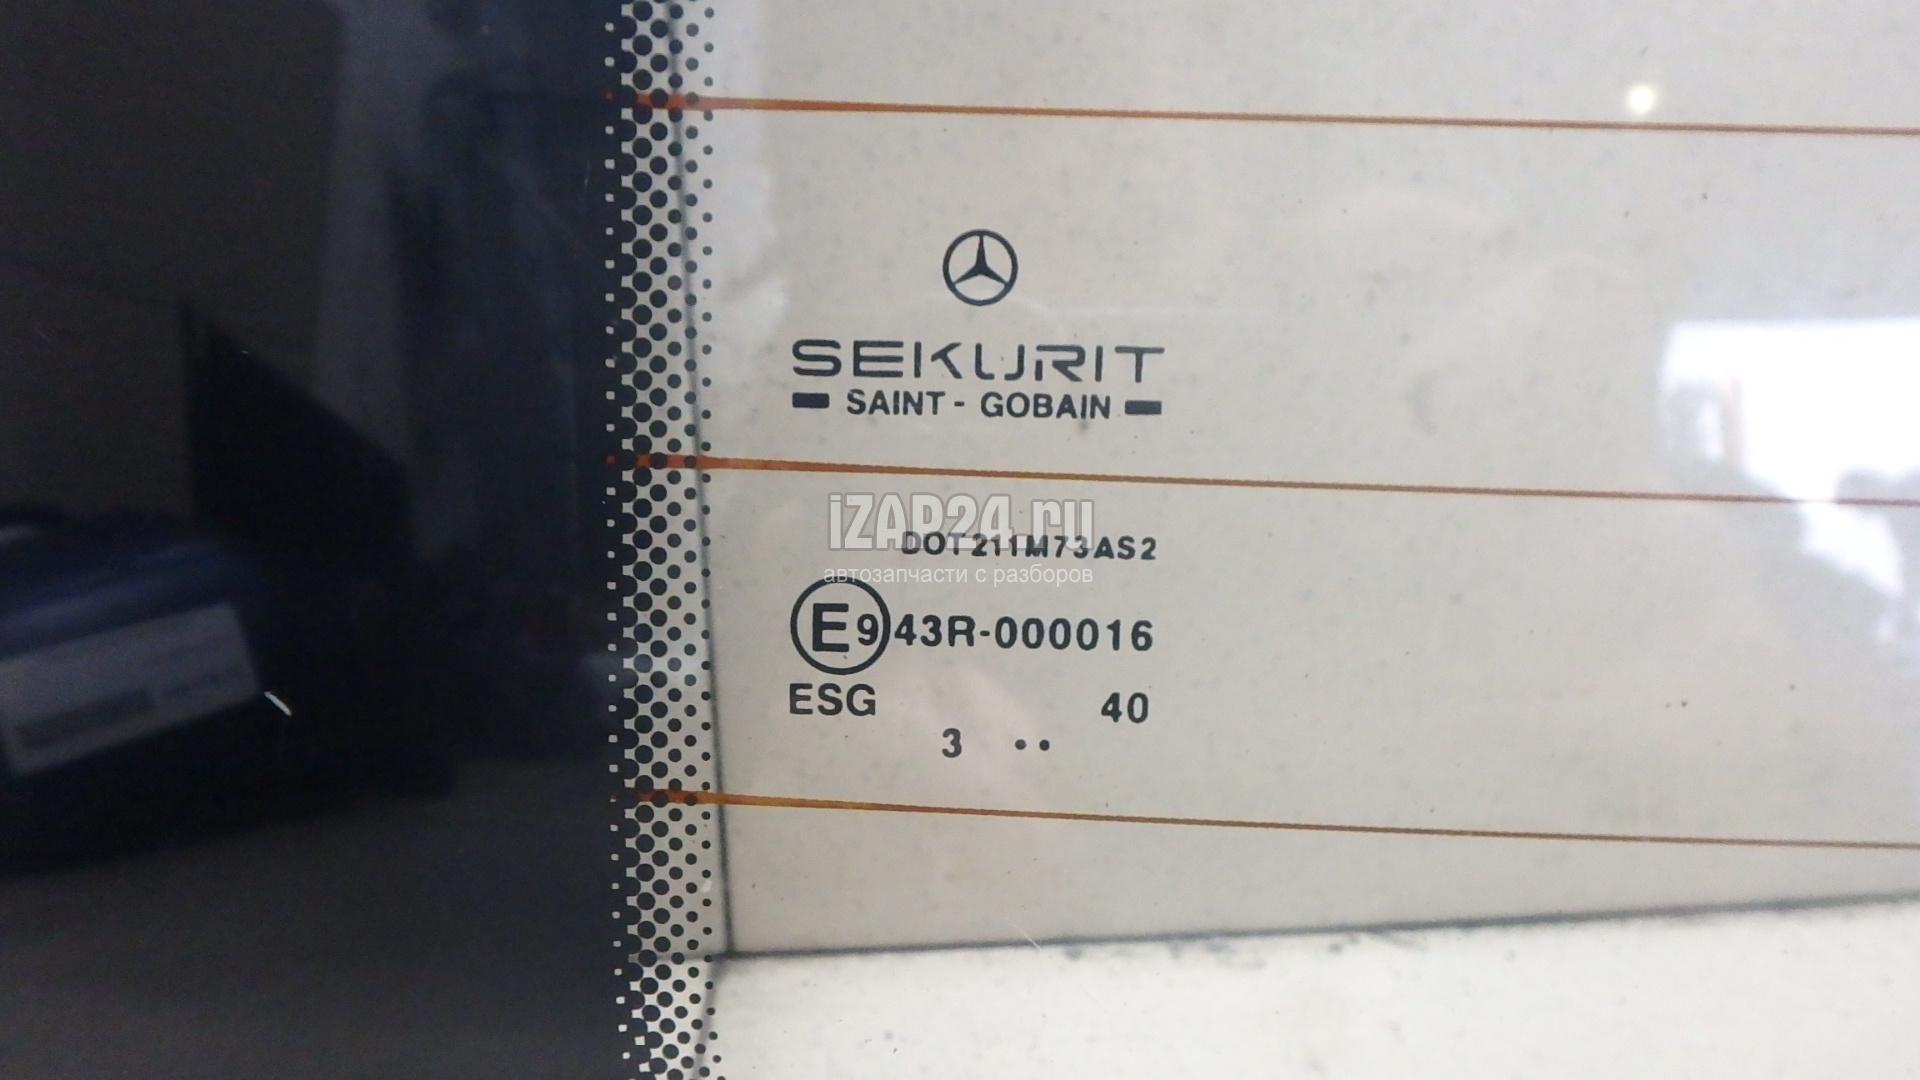 SEKURIT
SAINT - GOBAIN
iZAP24.ru
DOT211M73AS2
автозапчасти с разборов
E9 43R-000016
ESG 40
3 ..